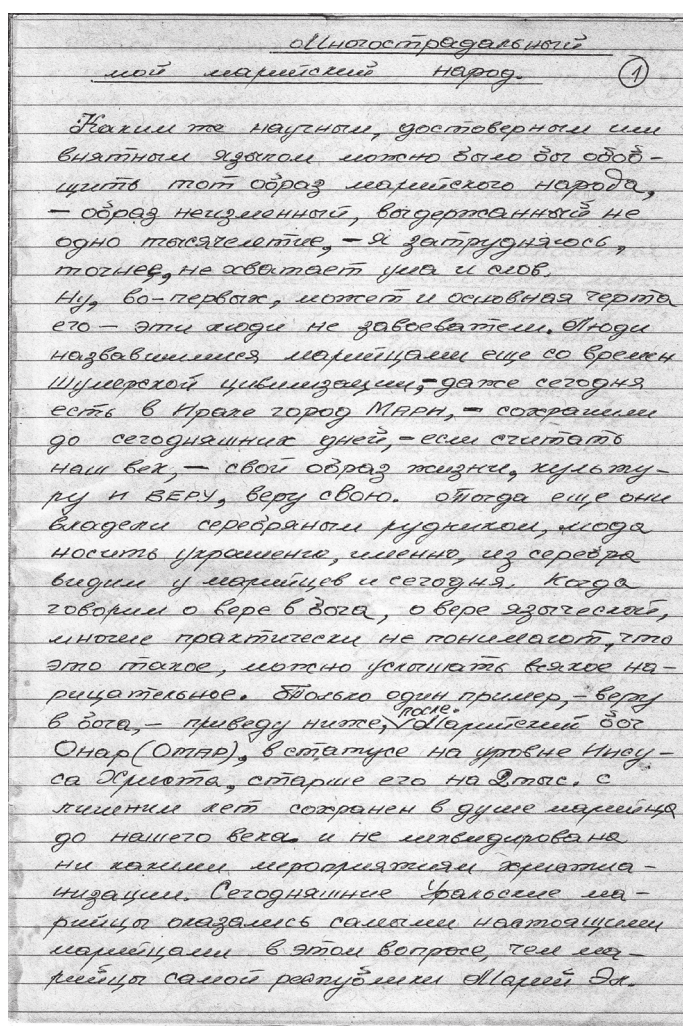 Многострадальный
мой марийский народ. 1
Каким же научным, достоверным или
внятным языком можно было бы обоб-
щить тот образ марийского народа,
– образ неизменный, выдержанный не
одно тысячелетие, – я затрудняюсь,
точнее, не хватает ума и слов.
Ну, во-первых, может и основная черта
его – эти люди не завоеватели. Люди
назвавшимися марийцами еще со времен
Шумерской цивилизации, – даже сегодня
есть в Ираке город МАРИ, – сохранили
до сегодняшних дней, – если считать
наш век, – свой образ жизни, культу-
ру И ВЕРУ, веру свою. Тогда еще они
владели серебряным рудником, мода
носить украшения, именно, из серебра
видим у марийцев и сегодня. Когда
говорим о вере в бога, о вере языческой,
многие практически не понимают, что
это такое, можно услышать всякое на-
рицательное. Только один пример, – веру
в бога, – приведу ниже, после. Марийский бог
Онар (ОТАР), в статусе на уровне Иису-
са Христа, старше его на 2 тыс. с
лишним лет сохранен в душе марийца
до нашего века. и не ликвидирована
ни какими мероприятиям христиа-
низации. Сегодняшние Уральские ма-
рийцы оказались самыми настоящими
марийцами в этом вопросе, чем ма-
рийцы самой республики Марий Эл.